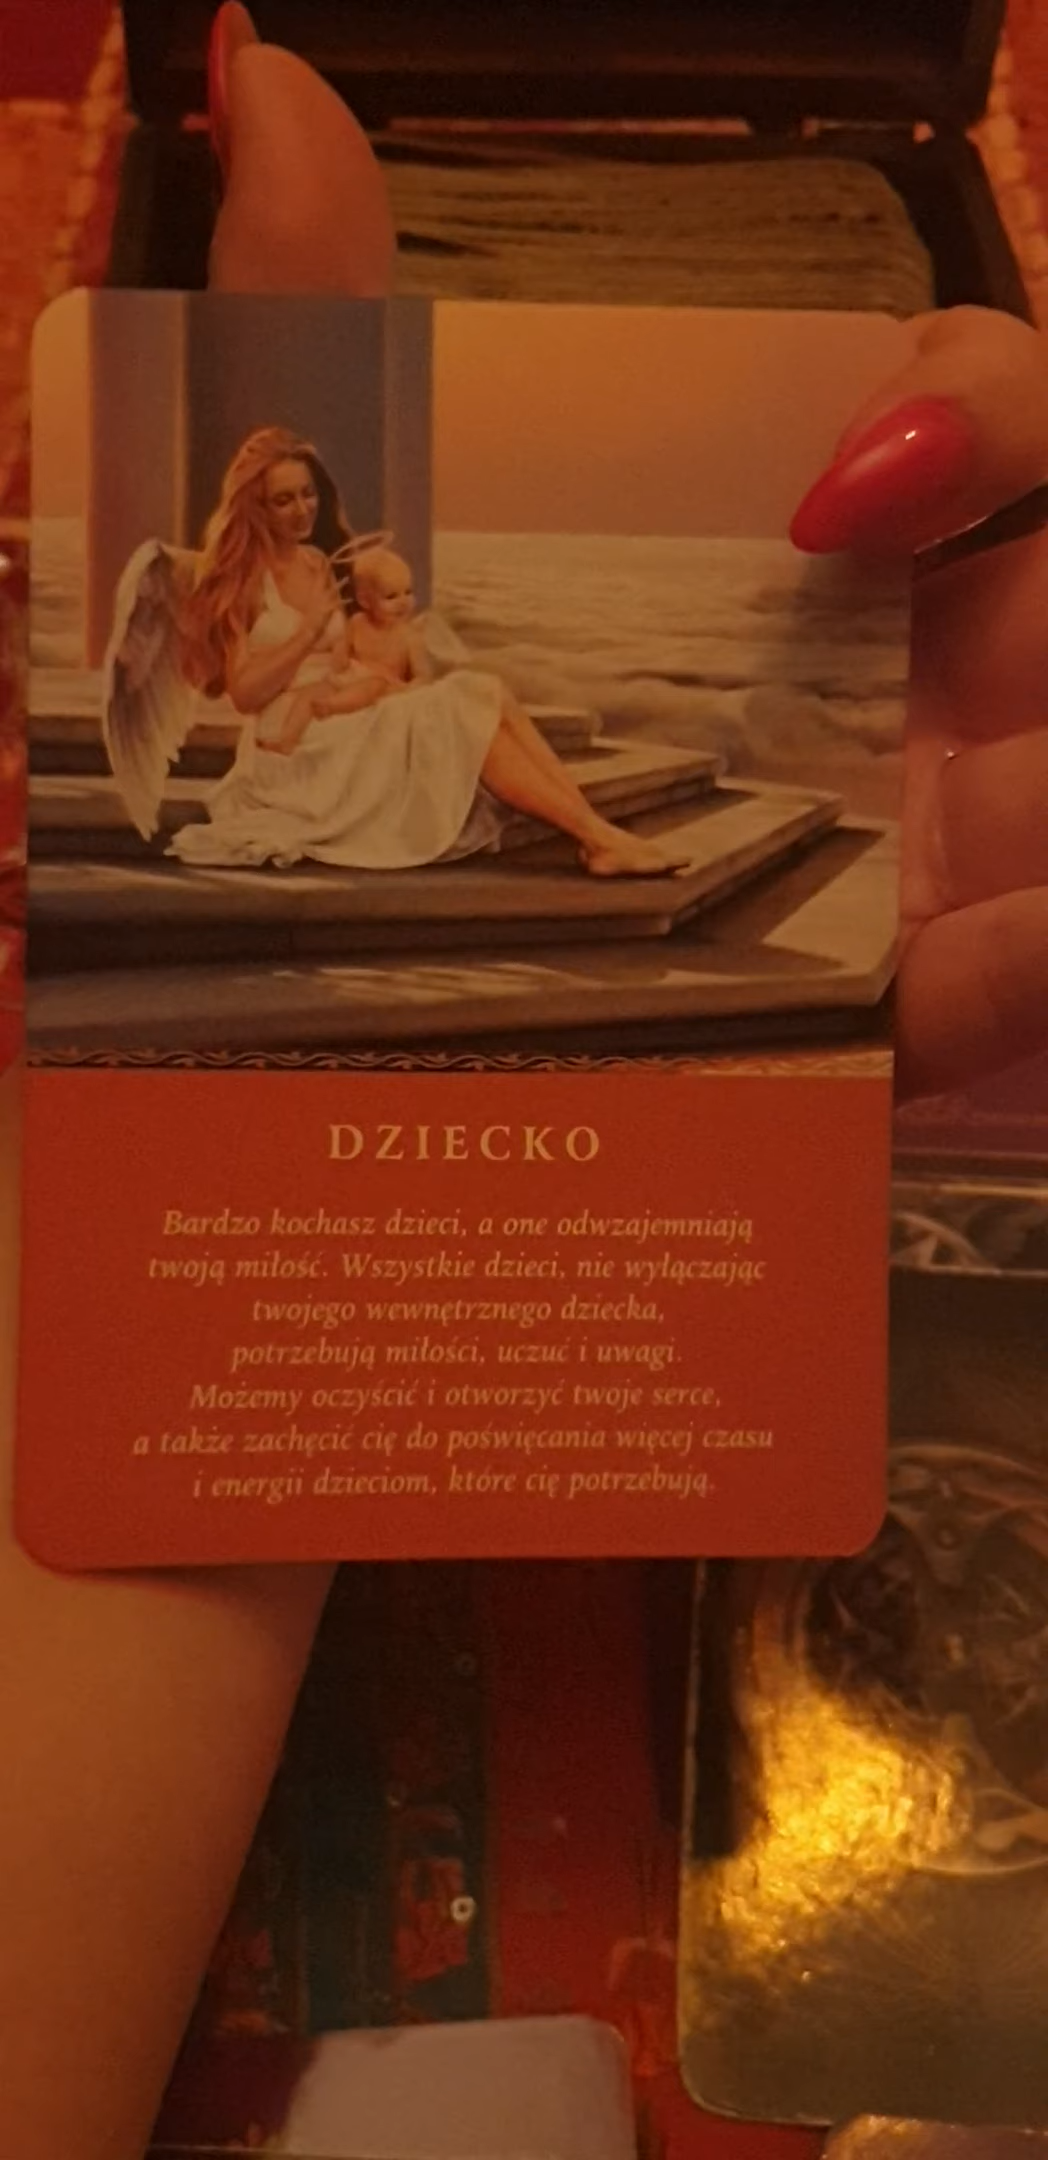 DZIECKO
Bardzo kochasz dzieci, a one odwzajemniają
twoją miłość. Wszystkie dzieci, nie wyłączając
twojego wewnętrznego dziecka,
potrzebują miłości, uczuć i uwagi.
Możemy oczyścić i otworzyć twoje serce,
a także zachęcić cię do poświęcania więcej czasu
i energii dzieciom, które cię potrzebują.